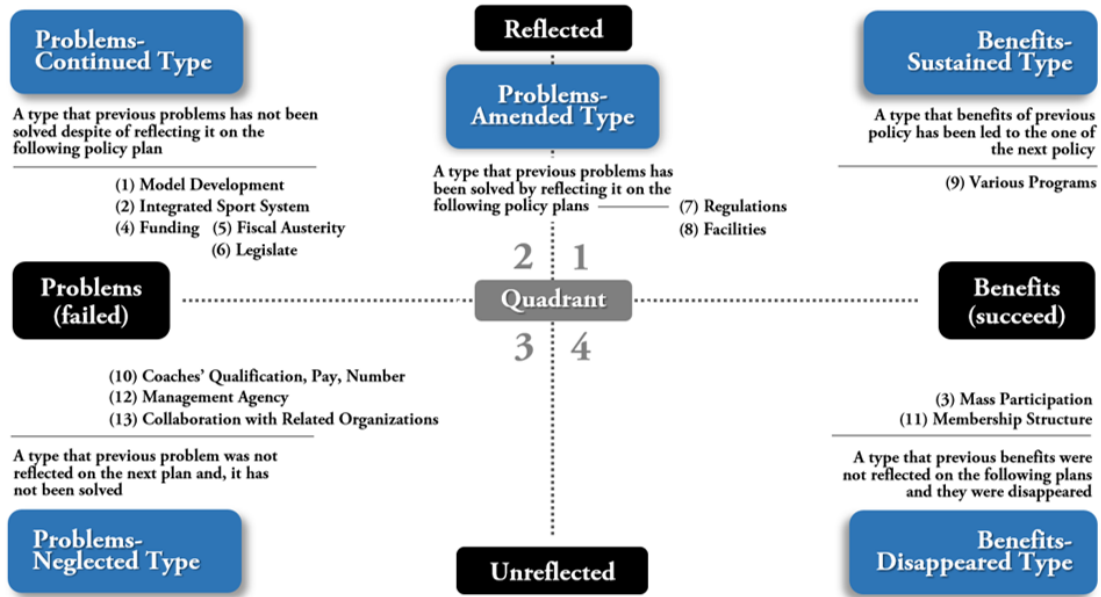 Reflected
Problems-
Continued Type
A type that previous problems has not been
solved despite of reflecting it on the
following policy plan
(1) Model Development
(2) Integrated Sport System
(4) Funding (5) Fiscal Austerity
(6) Legislate
Problems-
Amended Type
A type that previous problems has
been solved by reflecting it on the
following policy plans
(7) Regulations
(8) Facilities
Benefits-
Sustained Type
A type that benefits of previous
policy has been led to the one of
the next policy
(9) Various Programs
2 1
Problems
(failed)
Quadrant
Benefits
(succeed)
3 4
(10) Coaches' Qualification, Pay, Number
(12) Management Agency
(13) Collaboration with Related Organizations
A type that previous problem was not
reflected on the next plan and, it has
not been solved
Problems-
Neglected Type
(3) Mass Participation
(11) Membership Structure
A type that previous benefits were
not reflected on the following plans
and they were disappeared
Benefits-
Disappeared Type
Unreflected